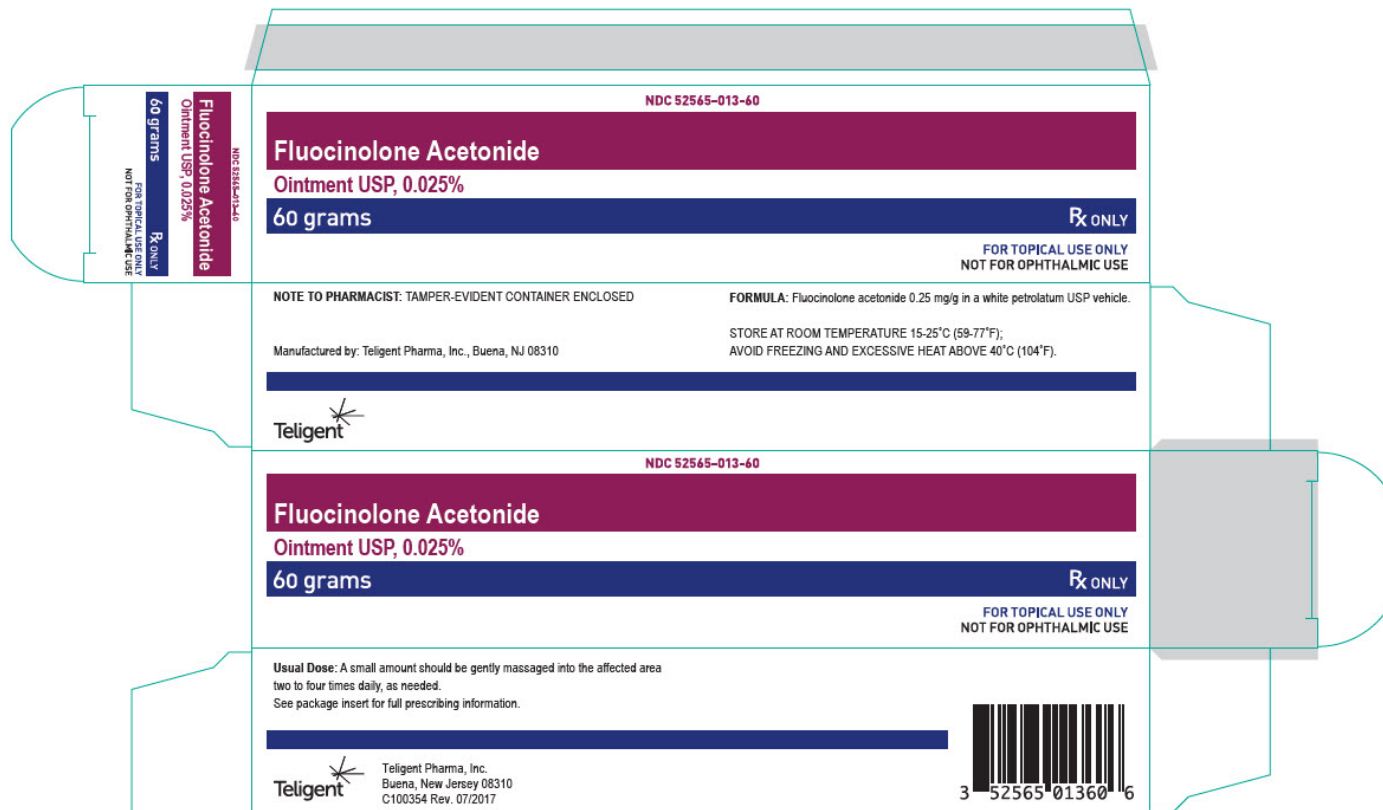 NDC 52565-013-60
Fluocinolone Acetonide
Ointment USP, 0.025%
60 grams
Rx ONLY
FOR TOPICAL USE ONLY
NOT FOR OPHTHALMIC USE
NDC 52565-013-60
Fluocinolone Acetonide
Ointment USP, 0.025%
60 grams
Rx ONLY
FOR TOPICAL USE ONLY
NOT FOR OPHTHALMIC USE
NOTE TO PHARMACIST: TAMPER-EVIDENT CONTAINER ENCLOSED
Manufactured by: Teligent Pharma, Inc., Buena, NJ 08310
FORMULA: Fluocinolone acetonide 0.25 mg/g in a white petrolatum USP vehicle.
STORE AT ROOM TEMPERATURE 15-25˚C (59-77˚F);
AVOID FREEZING AND EXCESSIVE HEAT ABOVE 40˚C (104˚F).
Teligent
NDC 52565-013-60
Fluocinolone Acetonide
Ointment USP, 0.025%
60 grams
Rx ONLY
FOR TOPICAL USE ONLY
NOT FOR OPHTHALMIC USE
Usual Dose: A small amount should be gently massaged into the affected area
two to four times daily, as needed.
See package insert for full prescribing information.
Teligent
Teligent Pharma, Inc.
Buena, New Jersey 08310
C100354 Rev. 07/2017
3 52565 01360 6